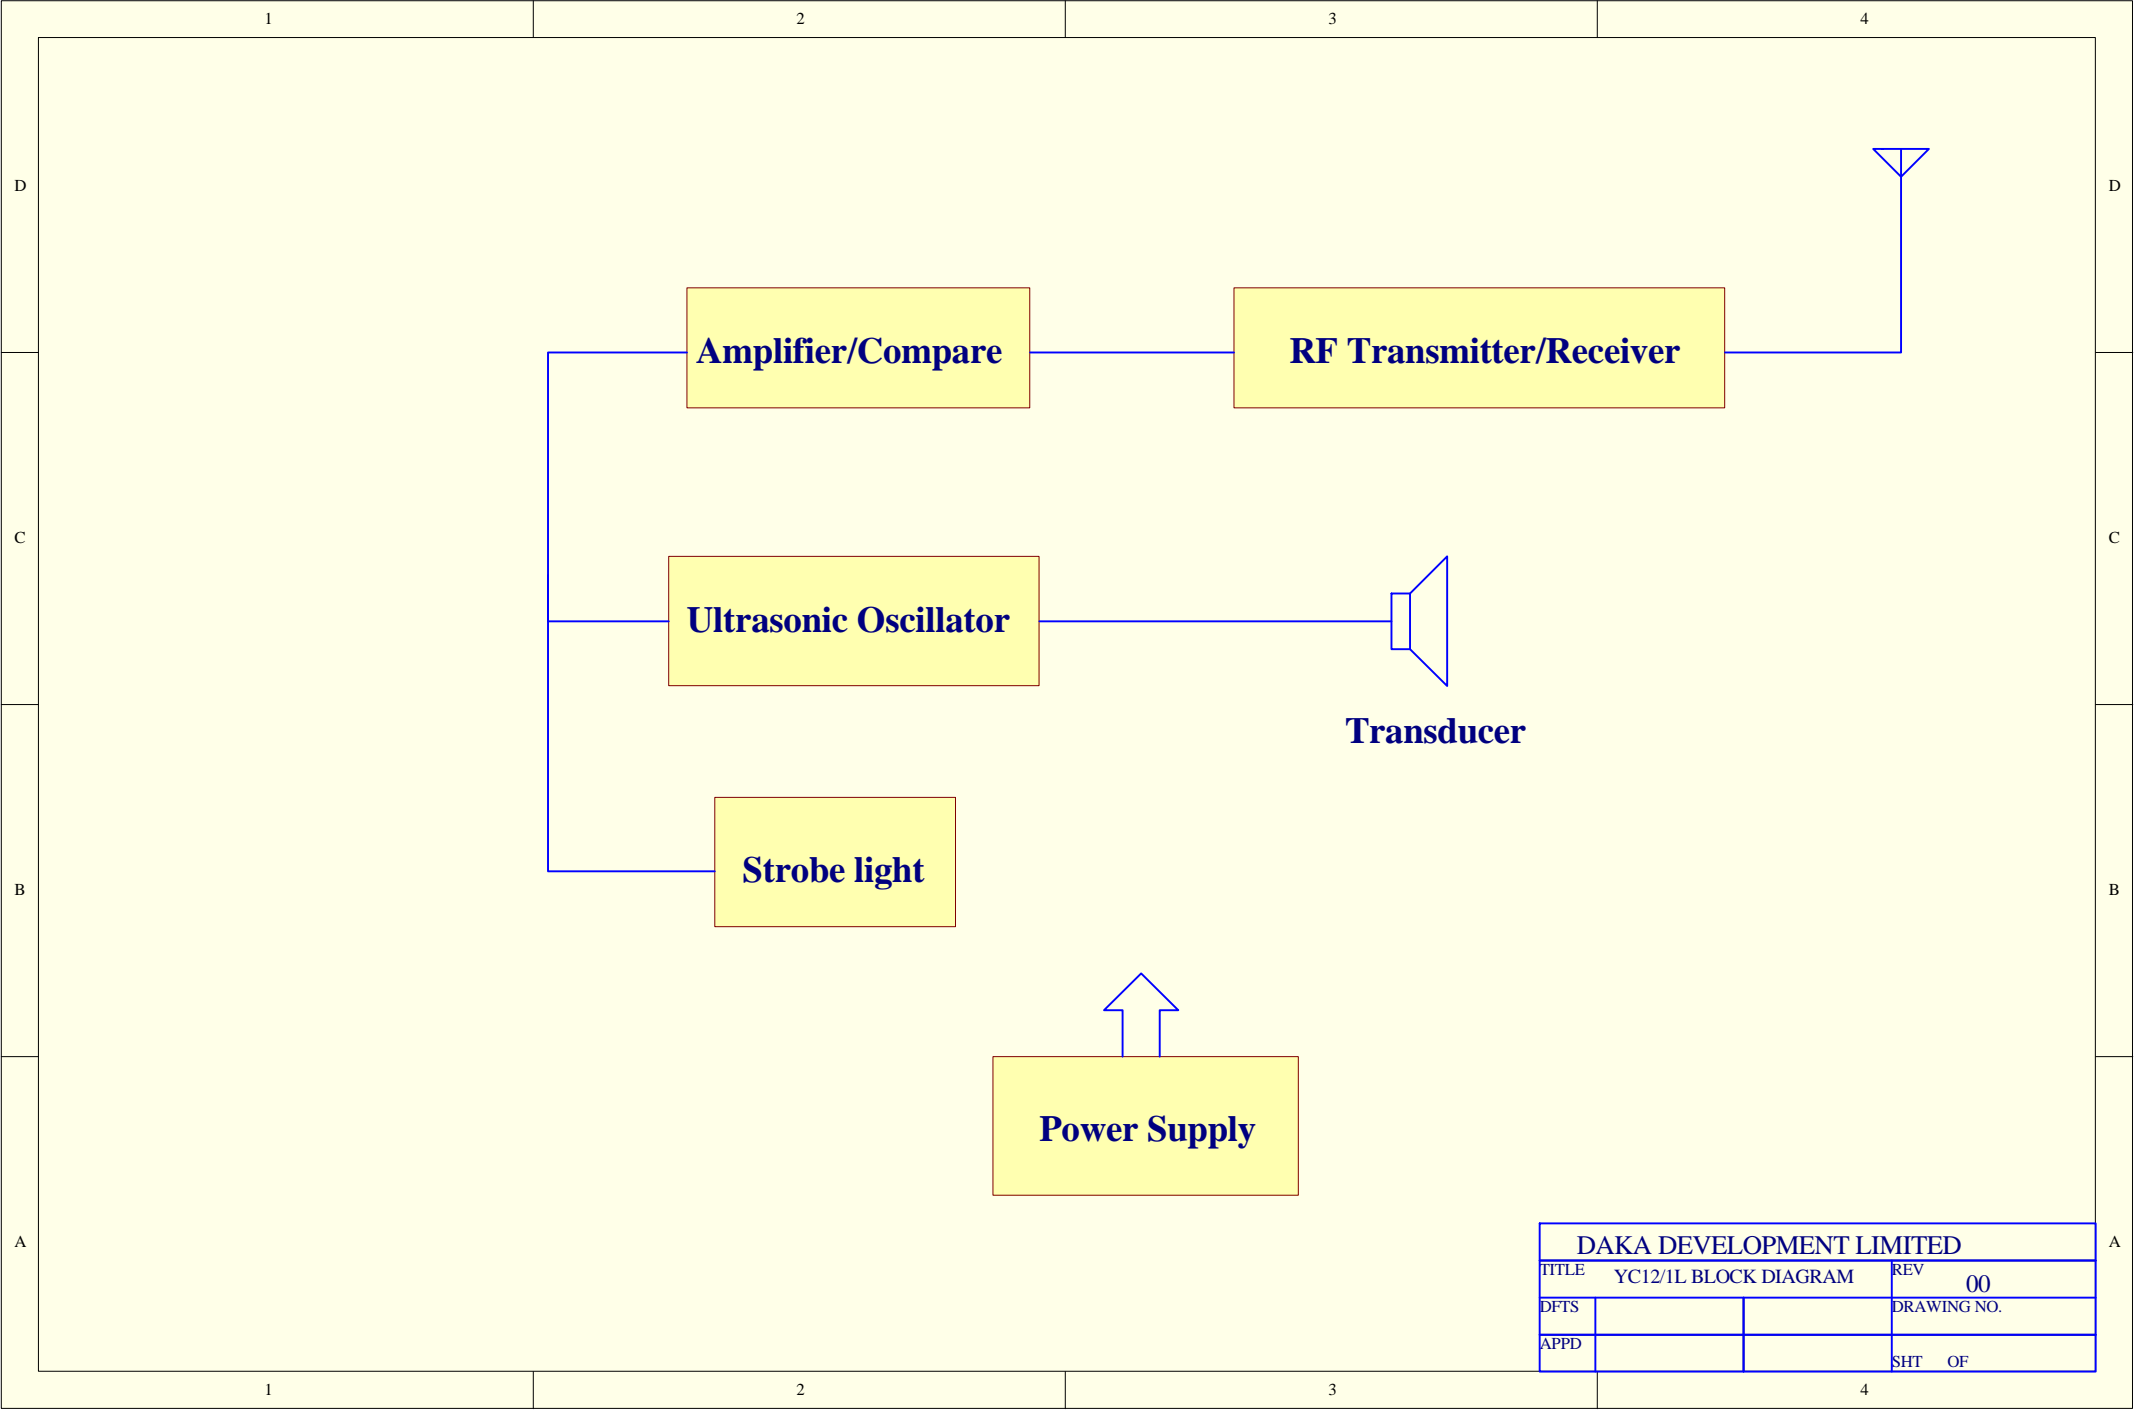 1 2 3 4
D D
Amplifier/Compare RF Transmitter/Receiver
C C
Ultrasonic Oscillator
Transducer
Strobe light
B B
Power Supply
A A
DAKA DEVELOPMENT LIMITED
TITLE YC12/1L BLOCK DIAGRAM REV 00
DFTS DRAWING NO.
APPD SHT OF
1 2 3 4